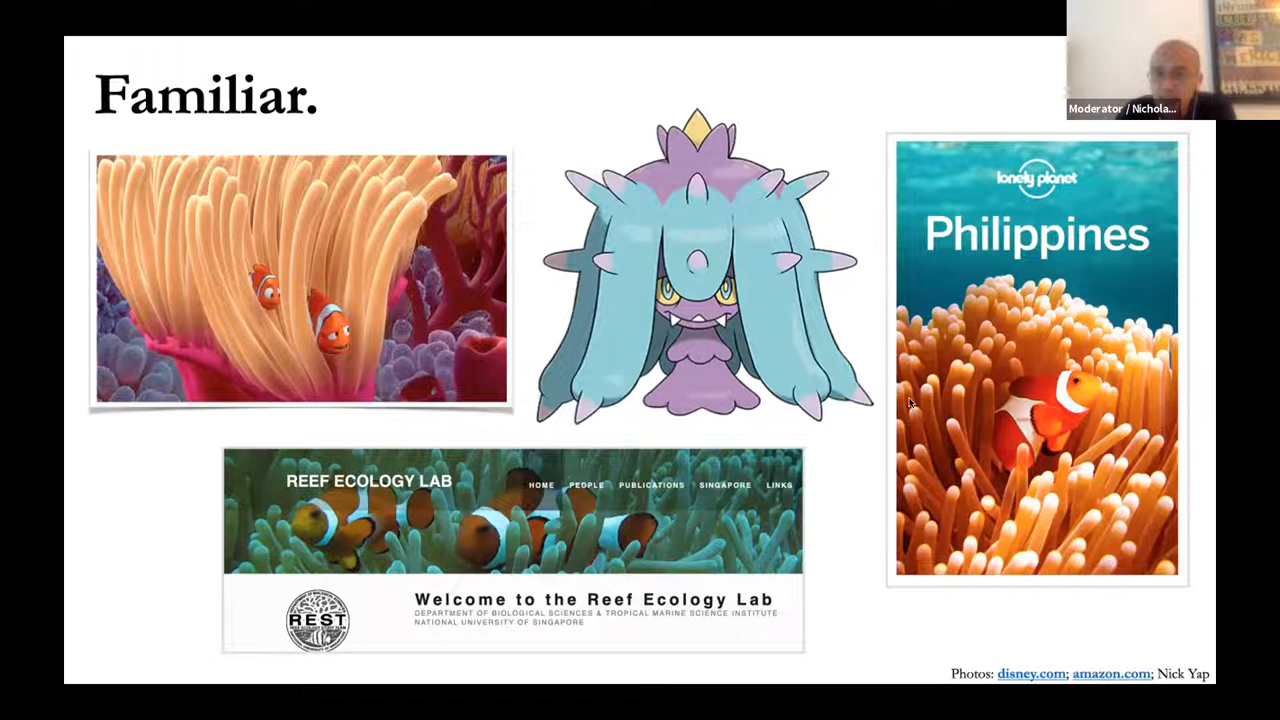 Moderator / Nichola...
Familiar.
lonely planet
Philippines
REEF ECOLOGY LAB
HOME PEOPLE PUBLICATIONS SINGAPORE LINKS
REST
Welcome to the Reef Ecology Lab
DEPARTMENT OF BIOLOGICAL SCIENCES & TROPICAL MARINE SCIENCE INSTITUTE
NATIONAL UNIVERSITY OF SINGAPORE
Photos: disney.com; amazon.com; Nick Yap